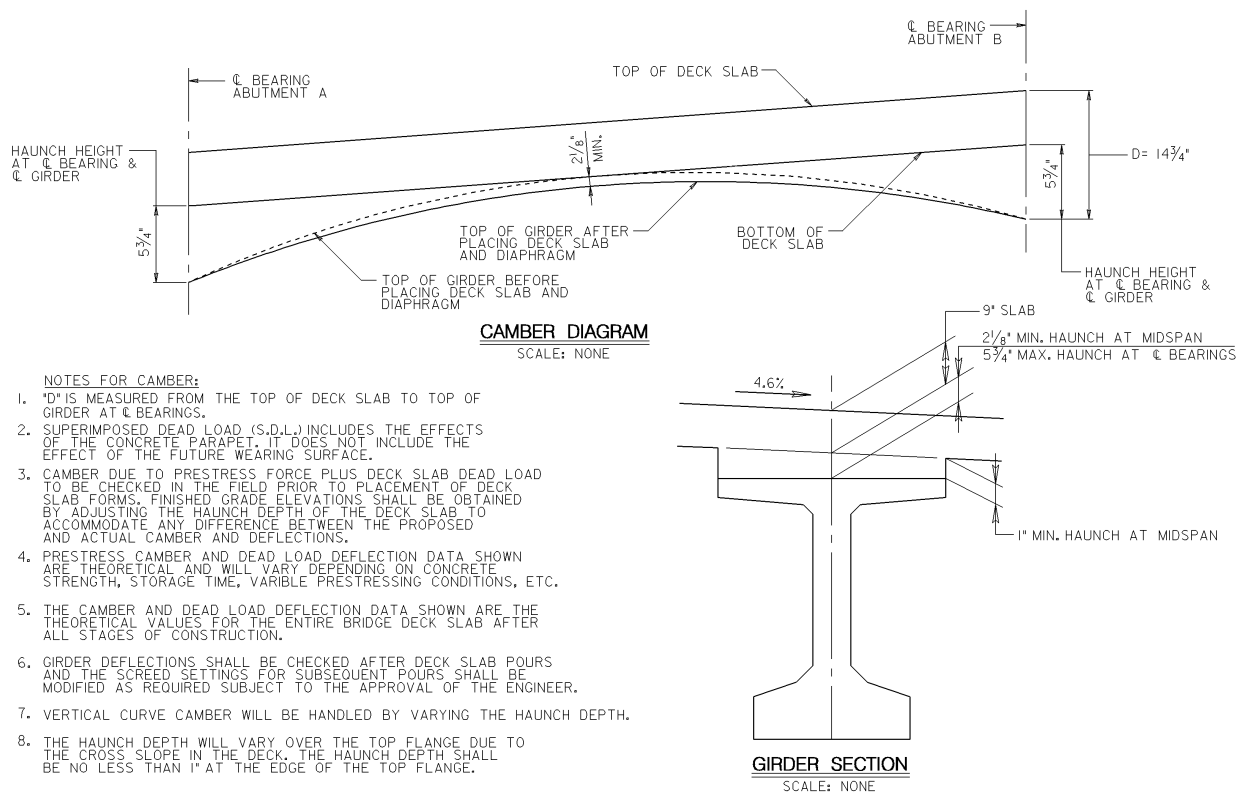 ℄ BEARING
ABUTMENT B
℄ BEARING
ABUTMENT A
TOP OF DECK SLAB
HAUNCH HEIGHT
AT ℄ BEARING &
℄ GIRDER
2⅛"
MIN.
D= 14¾"
5¾"
5¾"
TOP OF GIRDER AFTER
PLACING DECK SLAB
AND DIAPHRAGM
BOTTOM OF
DECK SLAB
TOP OF GIRDER BEFORE
PLACING DECK SLAB AND
DIAPHRAGM
HAUNCH HEIGHT
AT ℄ BEARING &
℄ GIRDER
CAMBER DIAGRAM
SCALE: NONE
9" SLAB
2⅛" MIN. HAUNCH AT MIDSPAN
5¾" MAX. HAUNCH AT ℄ BEARINGS
4.6%
1" MIN. HAUNCH AT MIDSPAN
GIRDER SECTION
SCALE: NONE
NOTES FOR CAMBER:
1. "D" IS MEASURED FROM THE TOP OF DECK SLAB TO TOP OF
GIRDER AT ℄ BEARINGS.
2. SUPERIMPOSED DEAD LOAD (S.D.L.) INCLUDES THE EFFECTS
OF THE CONCRETE PARAPET. IT DOES NOT INCLUDE THE
EFFECT OF THE FUTURE WEARING SURFACE.
3. CAMBER DUE TO PRESTRESS FORCE PLUS DECK SLAB DEAD LOAD
TO BE CHECKED IN THE FIELD PRIOR TO PLACEMENT OF DECK
SLAB FORMS. FINISHED GRADE ELEVATIONS SHALL BE OBTAINED
BY ADJUSTING THE HAUNCH DEPTH OF THE DECK SLAB TO
ACCOMMODATE ANY DIFFERENCE BETWEEN THE PROPOSED
AND ACTUAL CAMBER AND DEFLECTIONS.
4. PRESTRESS CAMBER AND DEAD LOAD DEFLECTION DATA SHOWN
ARE THEORETICAL AND WILL VARY DEPENDING ON CONCRETE
STRENGTH, STORAGE TIME, VARIBLE PRESTRESSING CONDITIONS, ETC.
5. THE CAMBER AND DEAD LOAD DEFLECTION DATA SHOWN ARE THE
THEORETICAL VALUES FOR THE ENTIRE BRIDGE DECK SLAB AFTER
ALL STAGES OF CONSTRUCTION.
6. GIRDER DEFLECTIONS SHALL BE CHECKED AFTER DECK SLAB POURS
AND THE SCREED SETTINGS FOR SUBSEQUENT POURS SHALL BE
MODIFIED AS REQUIRED SUBJECT TO THE APPROVAL OF THE ENGINEER.
7. VERTICAL CURVE CAMBER WILL BE HANDLED BY VARYING THE HAUNCH DEPTH.
8. THE HAUNCH DEPTH WILL VARY OVER THE TOP FLANGE DUE TO
THE CROSS SLOPE IN THE DECK. THE HAUNCH DEPTH SHALL
BE NO LESS THAN 1" AT THE EDGE OF THE TOP FLANGE.